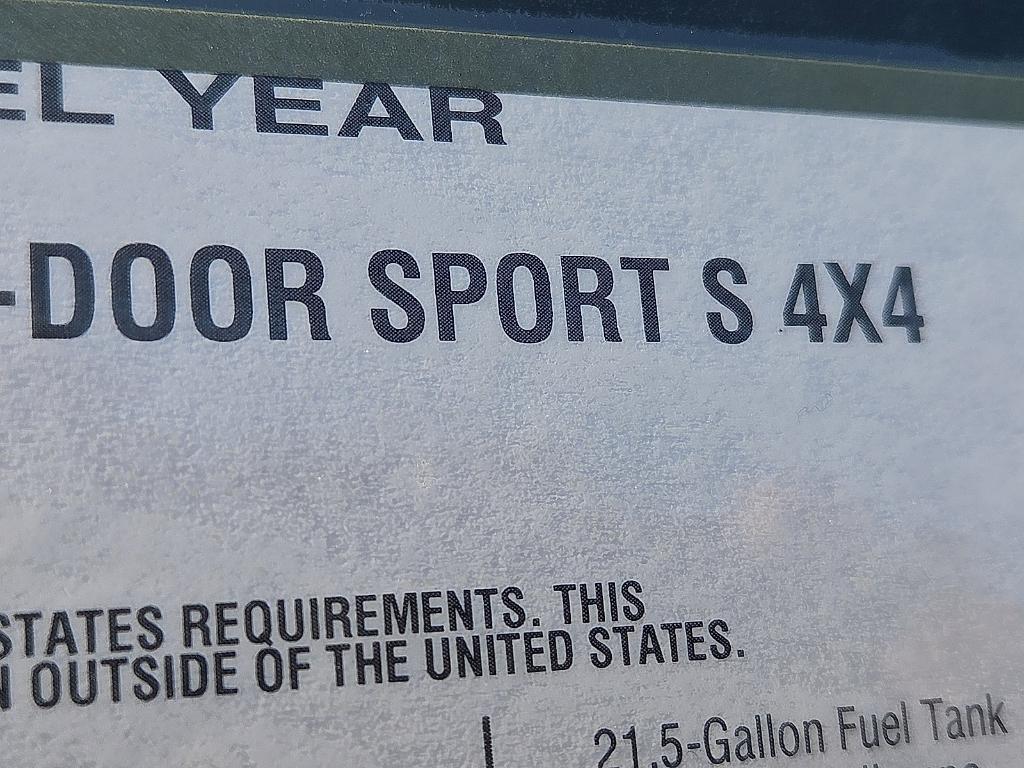 EL YEAR
-DOOR SPORT S 4X4
STATES REQUIREMENTS. THIS
N OUTSIDE OF THE UNITED STATES.
21.5-Gallon Fuel Tank